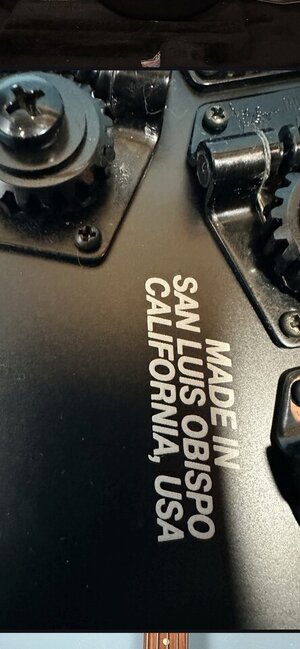 MADE IN
SAN LUIS OBISPO
CALIFORNIA, USA